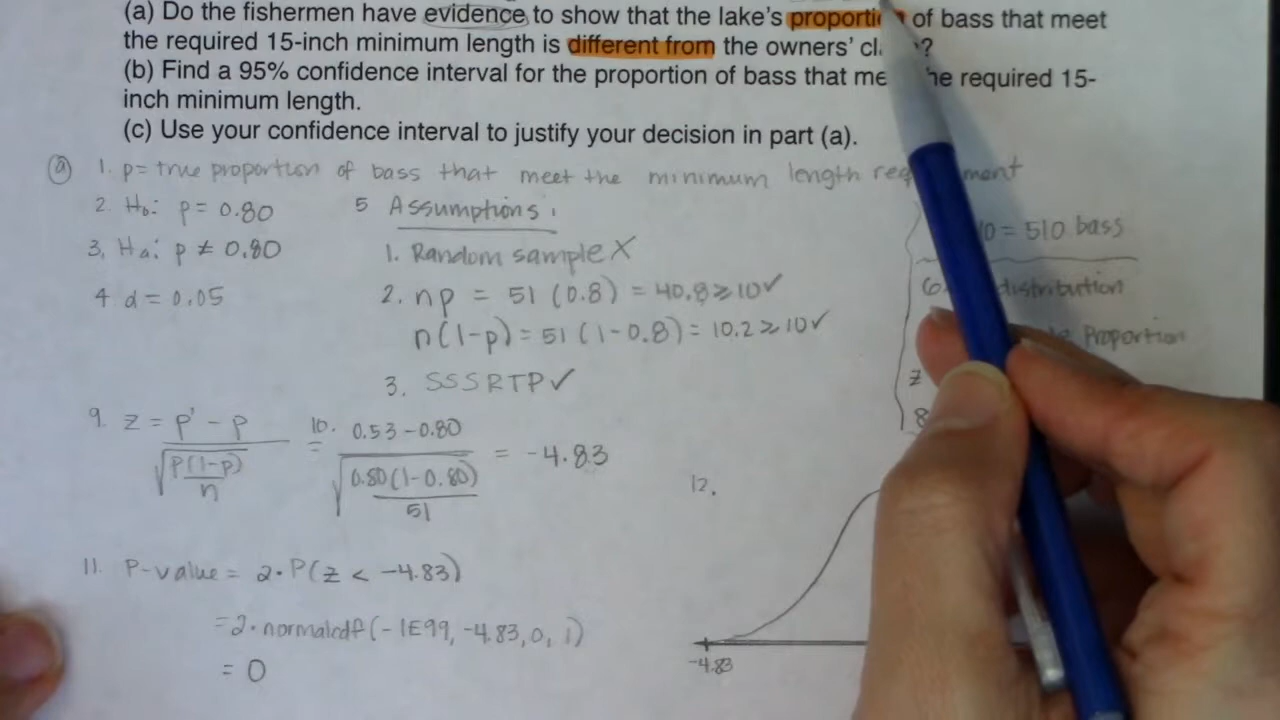 (a) Do the fishermen have evidence to show that the lake's of bass that meet
the required 15-inch minimum length is different from the owners'
(b) Find a 95% confidence interval for the proportion of bass that required 15-
inch minimum length.
(c) Use your confidence interval to justify your decision in part (a).
(a) 1. p = true proportion of bass that meet the minimum length
2. H₀: p = 0.80
3. Ha: p ≠ 0.80
4. α = 0.05
5 Assumptions:
1. Random sample X
2. np = 51 (0.8) = 40.8 ≥ 10 ✓
n(1-p) = 51 (1-0.8) = 10.2 ≥ 10 ✓
3. SSSRTP ✓
= 510 bass
6. distribution
Proportion
z
8
9. z = p' - p / √(p(1-p)/n)
10. = 0.53 - 0.80 / √(0.80(1-0.80)/51) = -4.83
11. P-value = 2·P(z < -4.83)
= 2·normalcdf(-1E99, -4.83, 0, 1)
= 0
12.
-4.83